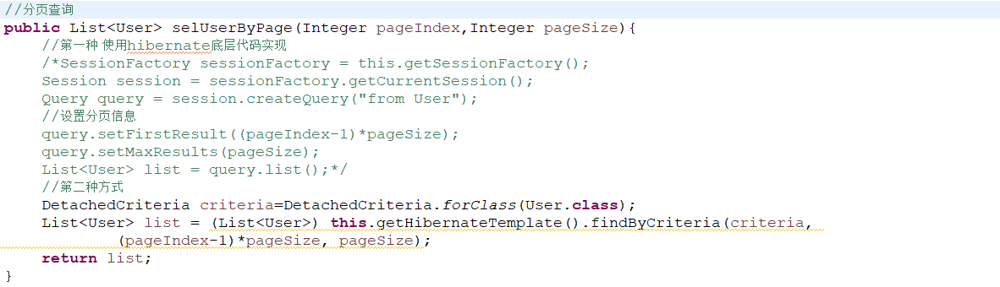 //分页查询
public List<User> selUserByPage(Integer pageIndex,Integer pageSize){
    //第一种 使用hibernate底层代码实现
    /*SessionFactory sessionFactory = this.getSessionFactory();
    Session session = sessionFactory.getCurrentSession();
    Query query = session.createQuery("from User");
    //设置分页信息
    query.setFirstResult((pageIndex-1)*pageSize);
    query.setMaxResults(pageSize);
    List<User> list = query.list();*/
    //第二种方式
    DetachedCriteria criteria=DetachedCriteria.forClass(User.class);
    List<User> list = (List<User>) this.getHibernateTemplate().findByCriteria(criteria,
            (pageIndex-1)*pageSize, pageSize);
    return list;
}